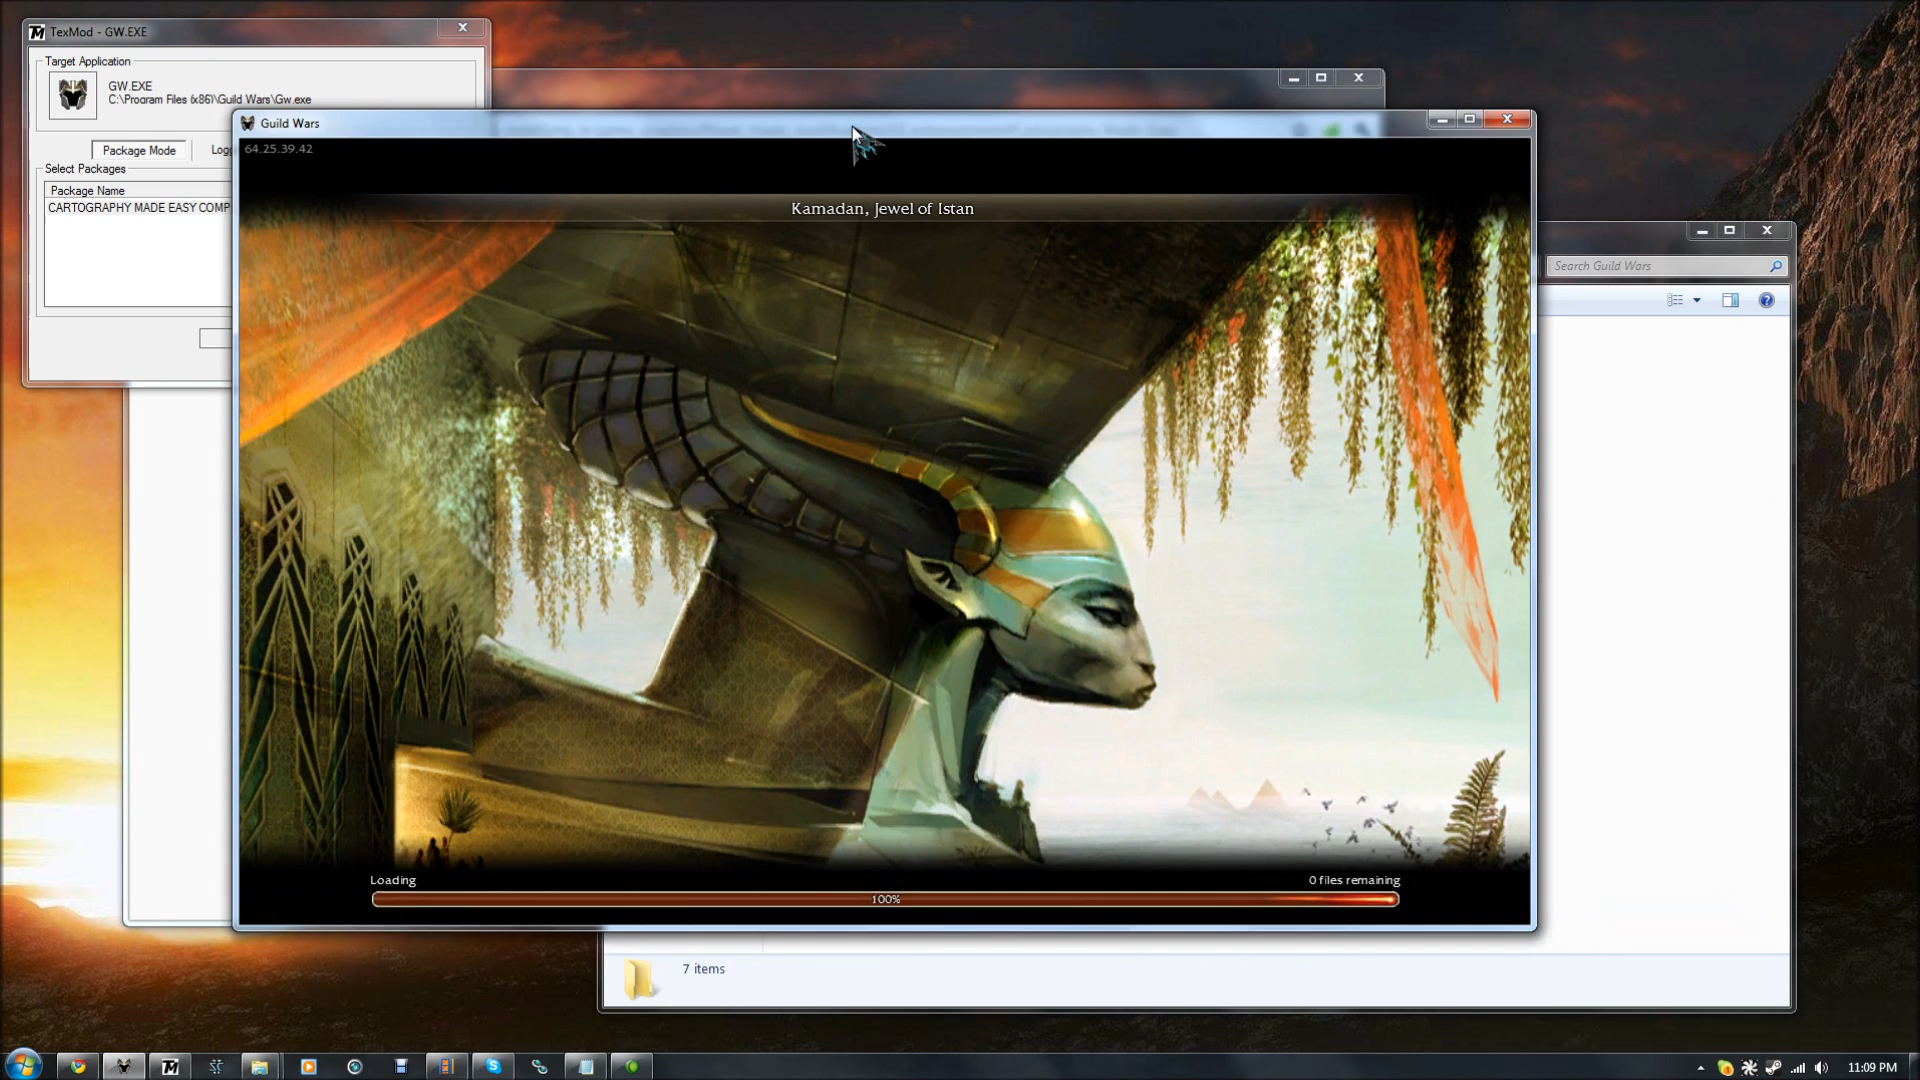 TexMod - GW.EXE
Target Application
GW.EXE
C:\Program Files (x86)\Guild Wars\Gw.exe
Package Mode
Select Packages
Package Name
CARTOGRAPHY MADE EASY COMP
Guild Wars
64.25.39.42
Kamadan, Jewel of Istan
Search Guild Wars
Loading
0 files remaining
100%
7 items
11:09 PM